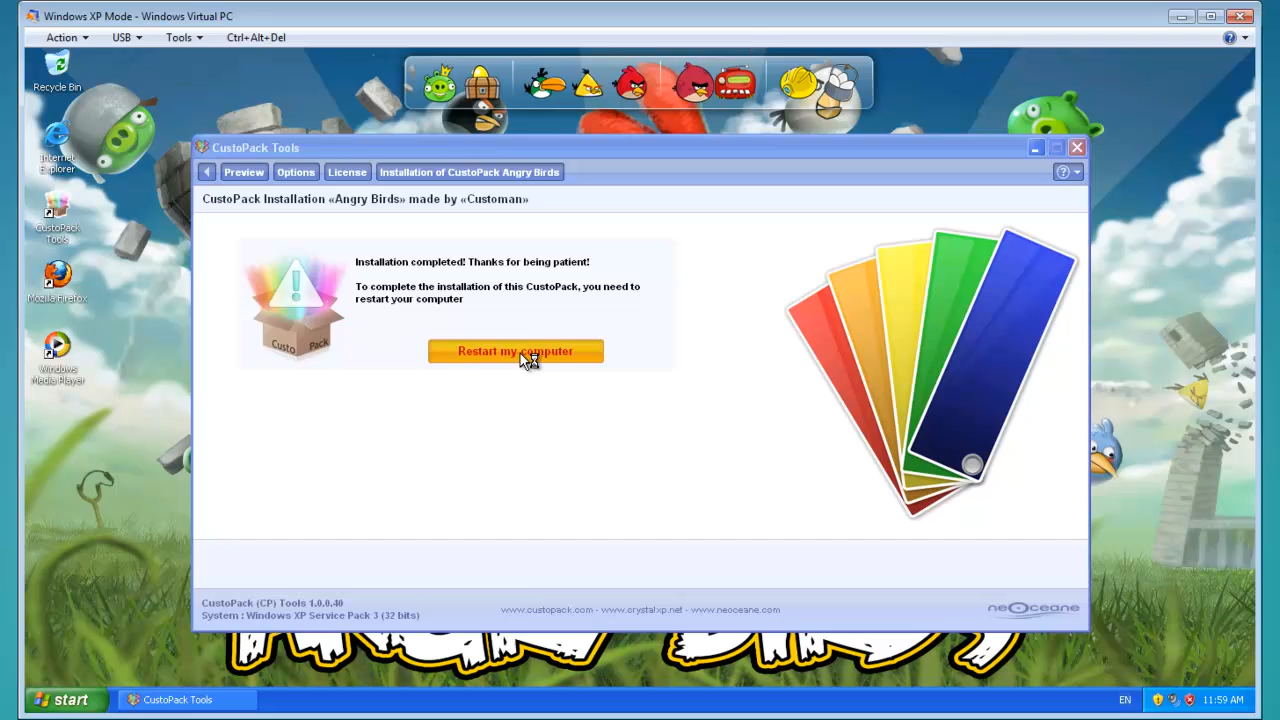 Windows XP Mode - Windows Virtual PC
Action USB Tools Ctrl+Alt+Del
Recycle Bin
Internet
Explorer
CustoPack
Tools
Mozilla Firefox
Windows
Media Player
CustoPack Tools
Preview Options License Installation of CustoPack Angry Birds
CustoPack Installation «Angry Birds» made by «Customan»
Installation completed! Thanks for being patient!
To complete the installation of this CustoPack, you need to
restart your computer
Custo Pack
Restart my computer
CustoPack (CP) Tools 1.0.0.40
System : Windows XP Service Pack 3 (32 bits)
www.custopack.com - www.crystalxp.net - www.neoceane.com
neOceane
start CustoPack Tools EN 11:59 AM